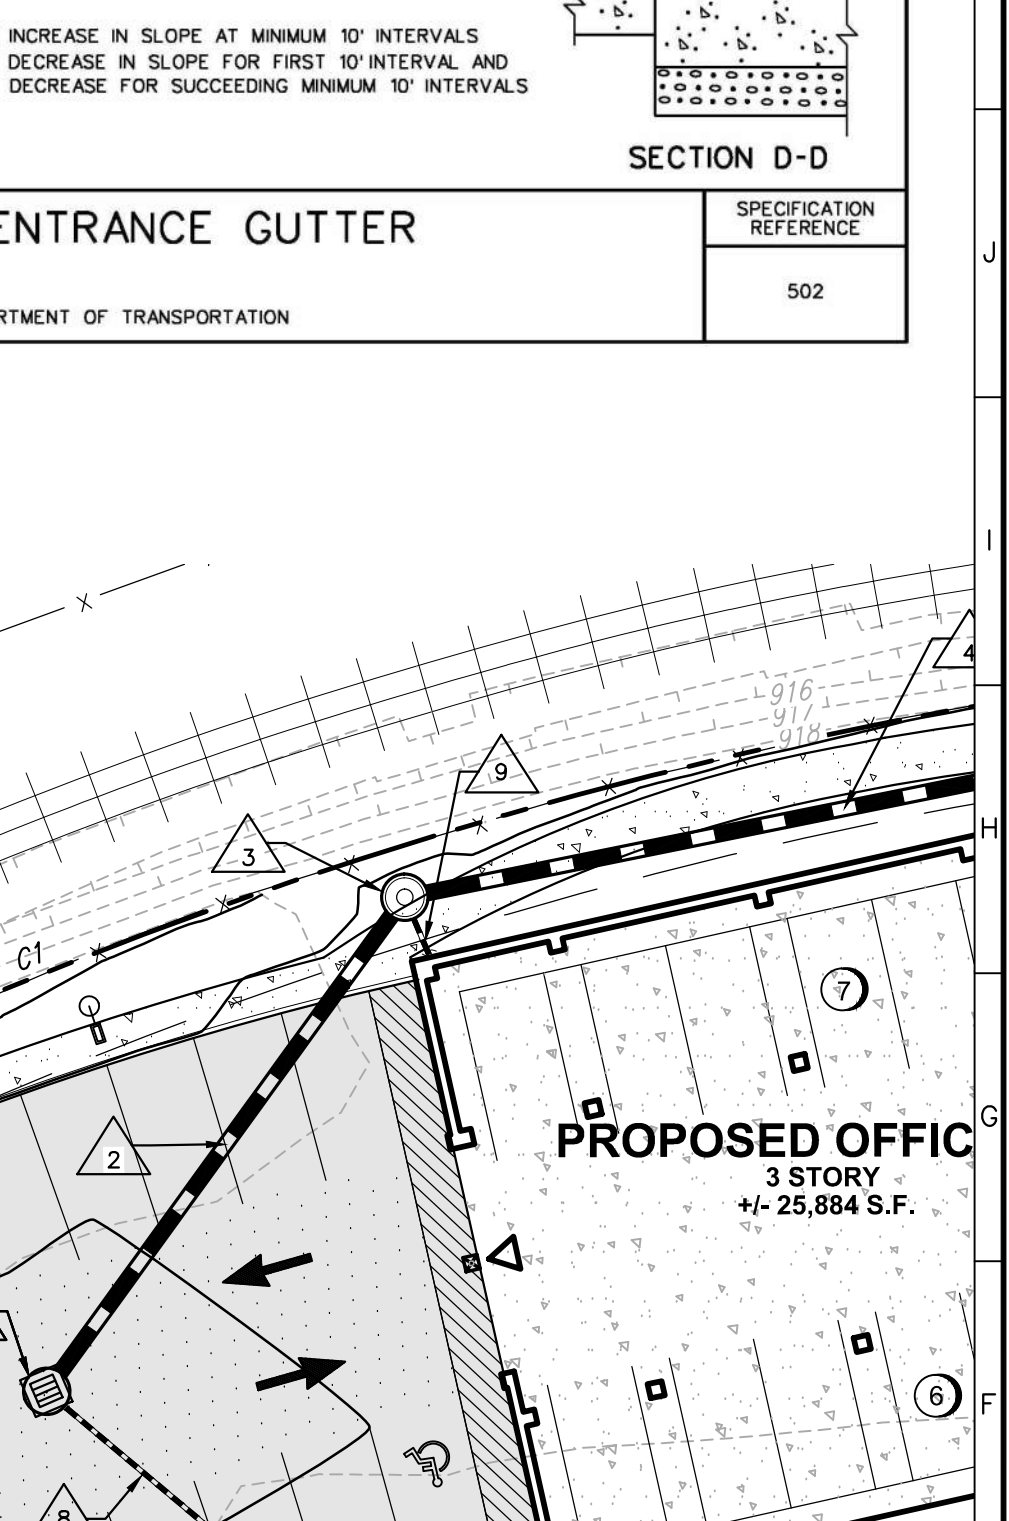 INCREASE IN SLOPE AT MINIMUM 10' INTERVALS
DECREASE IN SLOPE FOR FIRST 10' INTERVAL AND
DECREASE FOR SUCCEEDING MINIMUM 10' INTERVALS
SECTION D-D
ENTRANCE GUTTER
RTMENT OF TRANSPORTATION
SPECIFICATION
REFERENCE
502
J
I
H
G
F
X
4
916
917
918
9
3
C1
7
2
PROPOSED OFFIC
3 STORY
+/- 25,884 S.F.
6
8